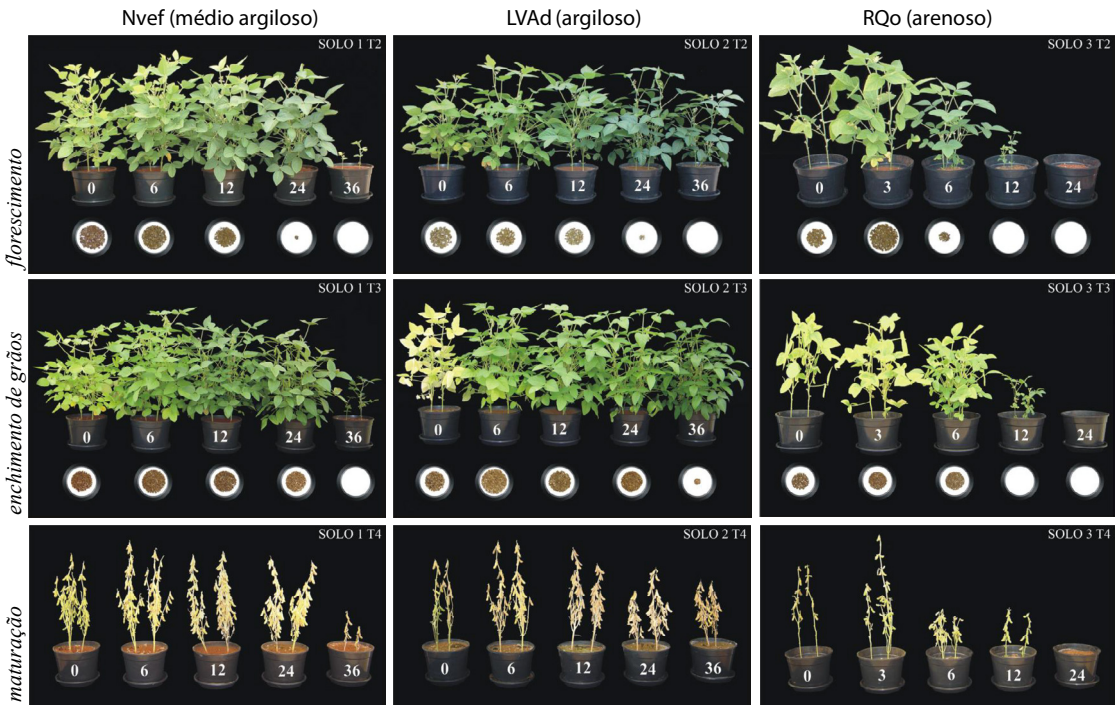 Nvef (médio argiloso)
LVAd (argiloso)
RQo (arenoso)
florescimento
SOLO 1 T2
0 6 12 24 36
SOLO 2 T2
0 6 12 24 36
SOLO 3 T2
0 3 6 12 24
enchimento de grãos
SOLO 1 T3
0 6 12 24 36
SOLO 2 T3
0 6 12 24 36
SOLO 3 T3
0 3 6 12 24
maturação
SOLO 1 T4
0 6 12 24 36
SOLO 2 T4
0 6 12 24 36
SOLO 3 T4
0 3 6 12 24